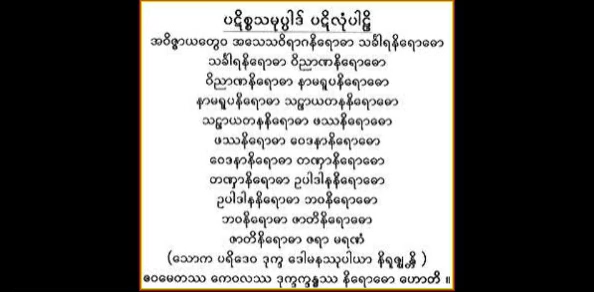 ပဋိစ္စသမုပ္ပါဒ် ပဋိလုံပါဠိ
အဝိဇ္ဇာယတွေဝ အသေသဝိရာဂနိရောဓာ သင်္ခါရနိရောဓော
သင်္ခါရနိရောဓာ ဝိညာဏနိရောဓော
ဝိညာဏနိရောဓာ နာမရူပနိရောဓော
နာမရူပနိရောဓာ သဠာယတနနိရောဓော
သဠာယတနနိရောဓာ ဖဿနိရောဓော
ဖဿနိရောဓာ ဝေဒနာနိရောဓော
ဝေဒနာနိရောဓာ တဏှာနိရောဓော
တဏှာနိရောဓာ ဥပါဒါနနိရောဓော
ဥပါဒါနနိရောဓာ ဘဝနိရောဓော
ဘဝနိရောဓာ ဇာတိနိရောဓော
ဇာတိနိရောဓာ ဇရာ မရဏံ
(သောက ပရိဒေဝ ဒုက္ခ ဒေါမနဿုပါယာ နိရုဇ္ဈန္တိ )
ဧဝမေတဿ ကေဝလဿ ဒုက္ခက္ခန္ဓဿ နိရောဓော ဟောတိ ။